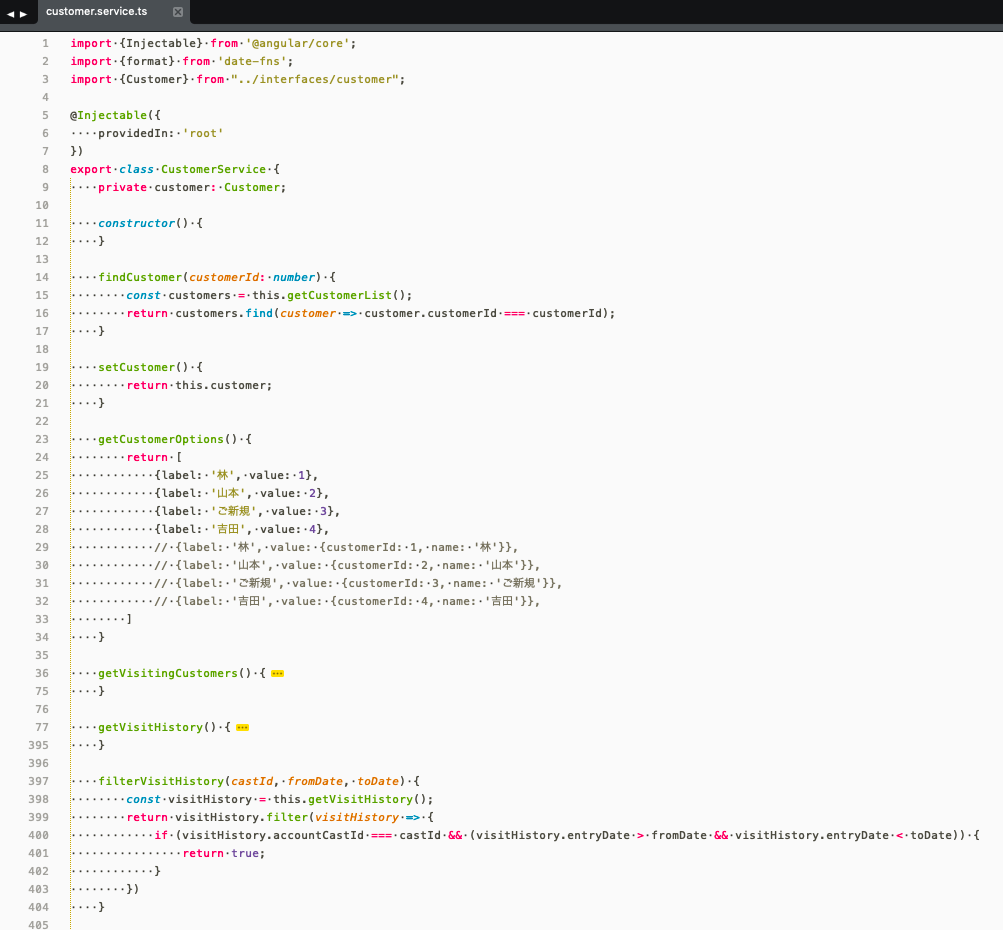 customer.service.ts
1 import {Injectable} from '@angular/core';
2 import {format} from 'date-fns';
3 import {Customer} from "../interfaces/customer";
4
5 @Injectable({
6     providedIn: 'root'
7 })
8 export class CustomerService {
9     private customer: Customer;
10
11     constructor() {
12     }
13
14     findCustomer(customerId: number) {
15         const customers = this.getCustomerList();
16         return customers.find(customer => customer.customerId === customerId);
17     }
18
19     setCustomer() {
20         return this.customer;
21     }
22
23     getCustomerOptions() {
24         return [
25             {label: '林', value: 1},
26             {label: '山本', value: 2},
27             {label: 'ご新規', value: 3},
28             {label: '吉田', value: 4},
29             // {label: '林', value: {customerId: 1, name: '林'}},
30             // {label: '山本', value: {customerId: 2, name: '山本'}},
31             // {label: 'ご新規', value: {customerId: 3, name: 'ご新規'}},
32             // {label: '吉田', value: {customerId: 4, name: '吉田'}},
33         ]
34     }
35
36     getVisitingCustomers() { ...
75     }
76
77     getVisitHistory() { ...
395     }
396
397     filterVisitHistory(castId, fromDate, toDate) {
398         const visitHistory = this.getVisitHistory();
399         return visitHistory.filter(visitHistory => {
400             if (visitHistory.accountCastId === castId && (visitHistory.entryDate > fromDate && visitHistory.entryDate < toDate)) {
401                 return true;
402             }
403         })
404     }
405